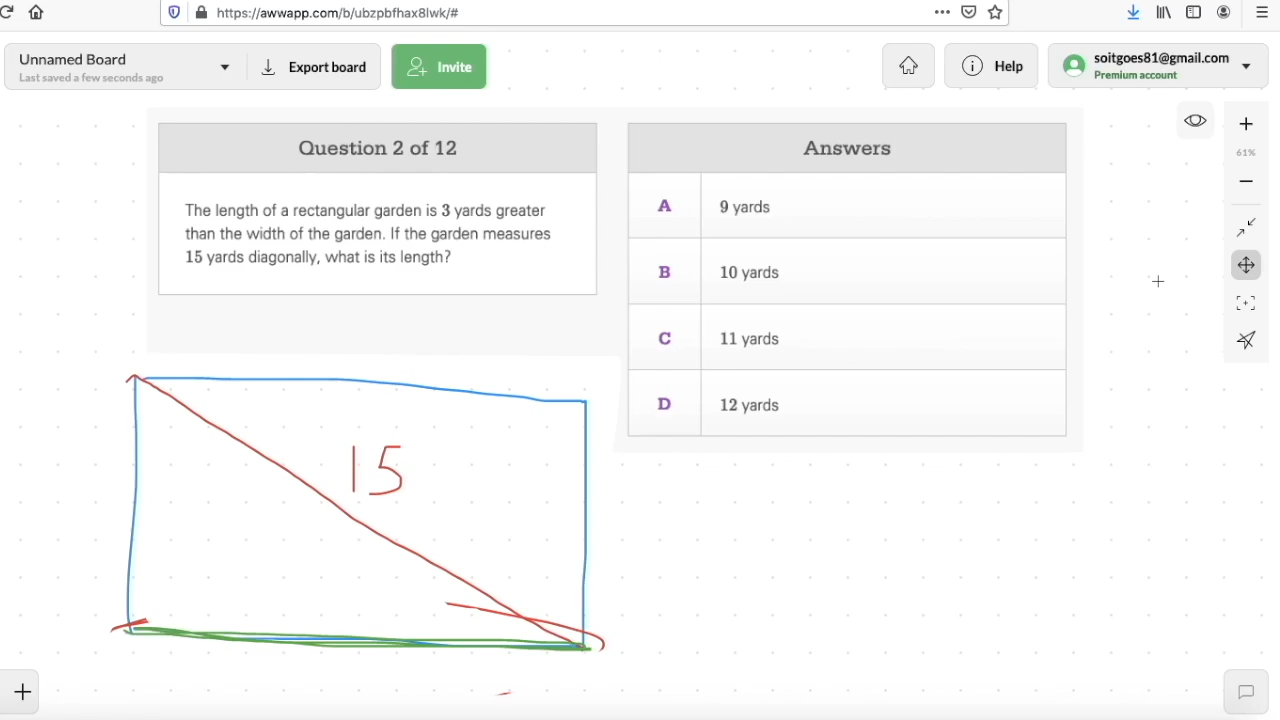 https://awwapp.com/b/ubzpbfhax8lwk/#
Unnamed Board
Last saved a few seconds ago
Export board
Invite
Help
soitgoes81@gmail.com
Premium account
61%
Question 2 of 12
The length of a rectangular garden is 3 yards greater
than the width of the garden. If the garden measures
15 yards diagonally, what is its length?
Answers
A 9 yards
B 10 yards
C 11 yards
D 12 yards
15